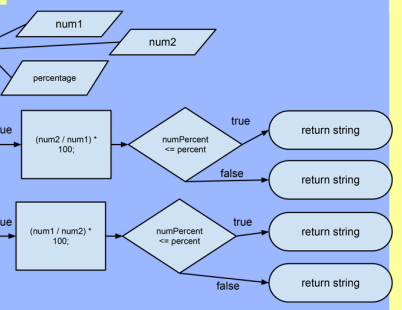 num1
num2
percentage
ue
(num2 / num1) *
100;
numPercent
<= percent
true
return string
false
return string
ue
(num1 / num2) *
100;
numPercent
<= percent
true
return string
false
return string